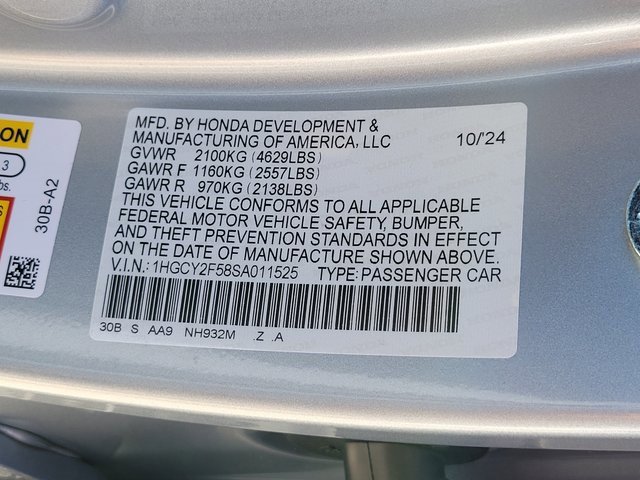 MFD. BY HONDA DEVELOPMENT &
MANUFACTURING OF AMERICA, LLC 10/'24
GVWR 2100KG (4629LBS)
GAWR F 1160KG (2557LBS)
GAWR R 970KG (2138LBS)
THIS VEHICLE CONFORMS TO ALL APPLICABLE
FEDERAL MOTOR VEHICLE SAFETY, BUMPER,
AND THEFT PREVENTION STANDARDS IN EFFECT
ON THE DATE OF MANUFACTURE SHOWN ABOVE.
V.I.N.: 1HGCY2F58SA011525 TYPE: PASSENGER CAR
30B S AA9 NH932M .Z .A
ON
3
bs.
30B-A2